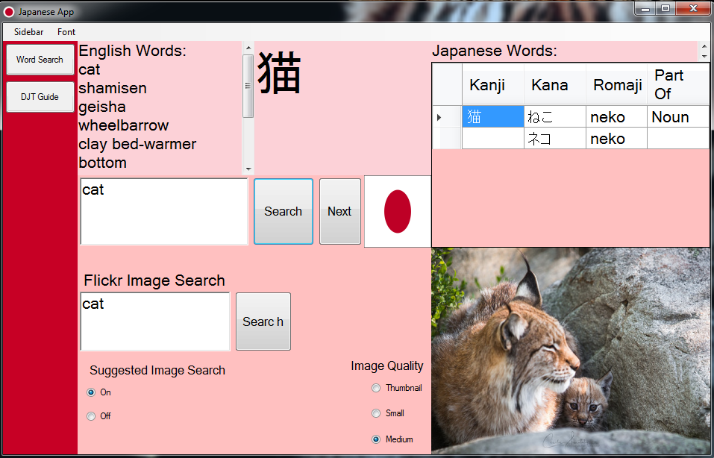 Japanese App
Sidebar Font
Word Search
DJT Guide
English Words:
cat
shamisen
geisha
wheelbarrow
clay bed-warmer
bottom
猫
cat
Search
Next
Japanese Words:
Kanji Kana Romaji Part Of
猫 ねこ neko Noun
ネコ neko
Flickr Image Search
cat
Searc h
Suggested Image Search
On
Off
Image Quality
Thumbnail
Small
Medium